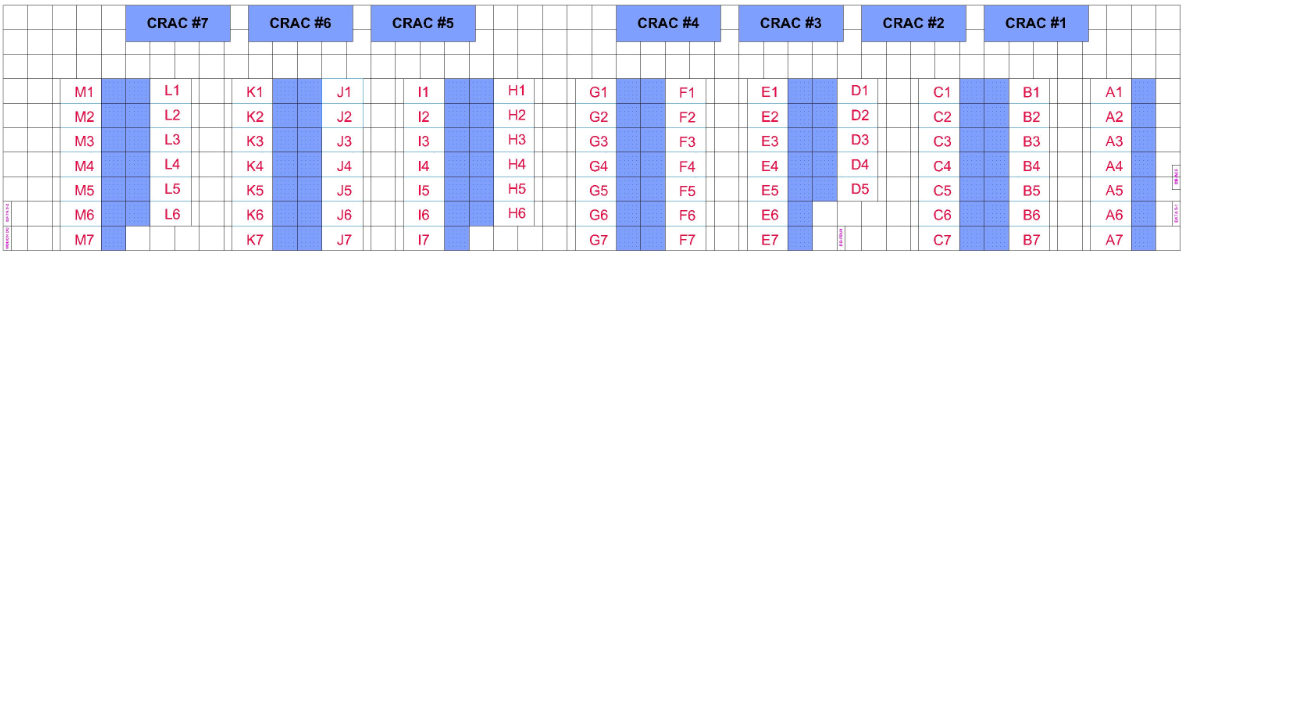 CRAC #7 CRAC #6 CRAC #5 CRAC #4 CRAC #3 CRAC #2 CRAC #1
M1 L1 K1 J1 I1 H1 G1 F1 E1 D1 C1 B1 A1
M2 L2 K2 J2 I2 H2 G2 F2 E2 D2 C2 B2 A2
M3 L3 K3 J3 I3 H3 G3 F3 E3 D3 C3 B3 A3
M4 L4 K4 J4 I4 H4 G4 F4 E4 D4 C4 B4 A4
M5 L5 K5 J5 I5 H5 G5 F5 E5 D5 C5 B5 A5
M6 L6 K6 J6 I6 H6 G6 F6 E6 C6 B6 A6
M7 K7 J7 I7 G7 F7 E7 C7 B7 A7